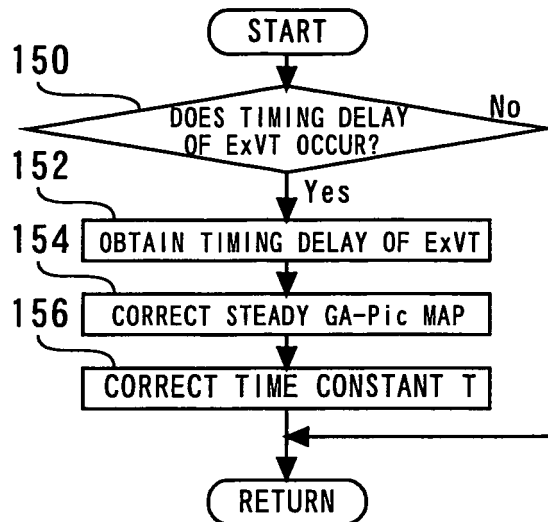 START
150
DOES TIMING DELAY
OF ExVT OCCUR?
No
Yes
152
OBTAIN TIMING DELAY OF ExVT
154
CORRECT STEADY GA-Pic MAP
156
CORRECT TIME CONSTANT T
RETURN